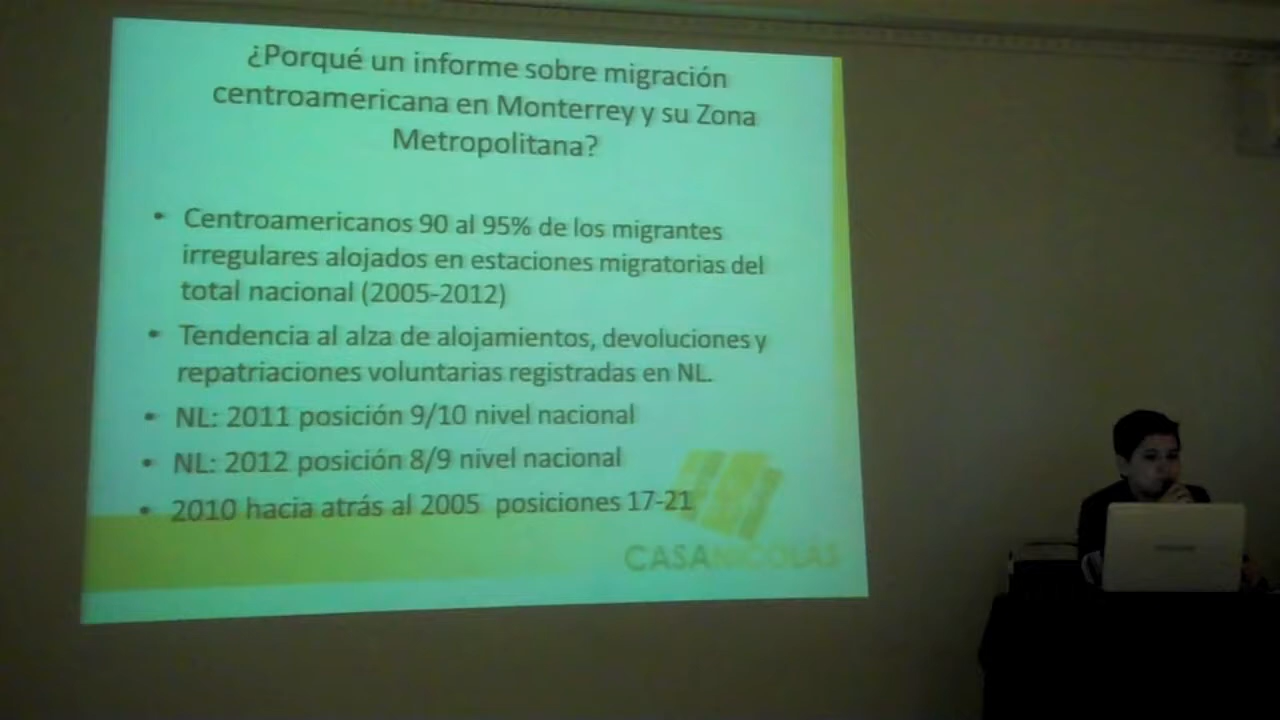 ¿Porqué un informe sobre migración
centroamericana en Monterrey y su Zona
Metropolitana?
• Centroamericanos 90 al 95% de los migrantes
irregulares alojados en estaciones migratorias del
total nacional (2005-2012)
• Tendencia al alza de alojamientos, devoluciones y
repatriaciones voluntarias registradas en NL.
• NL: 2011 posición 9/10 nivel nacional
• NL: 2012 posición 8/9 nivel nacional
• 2010 hacia atrás al 2005 posiciones 17-21
CASANICOLÁS